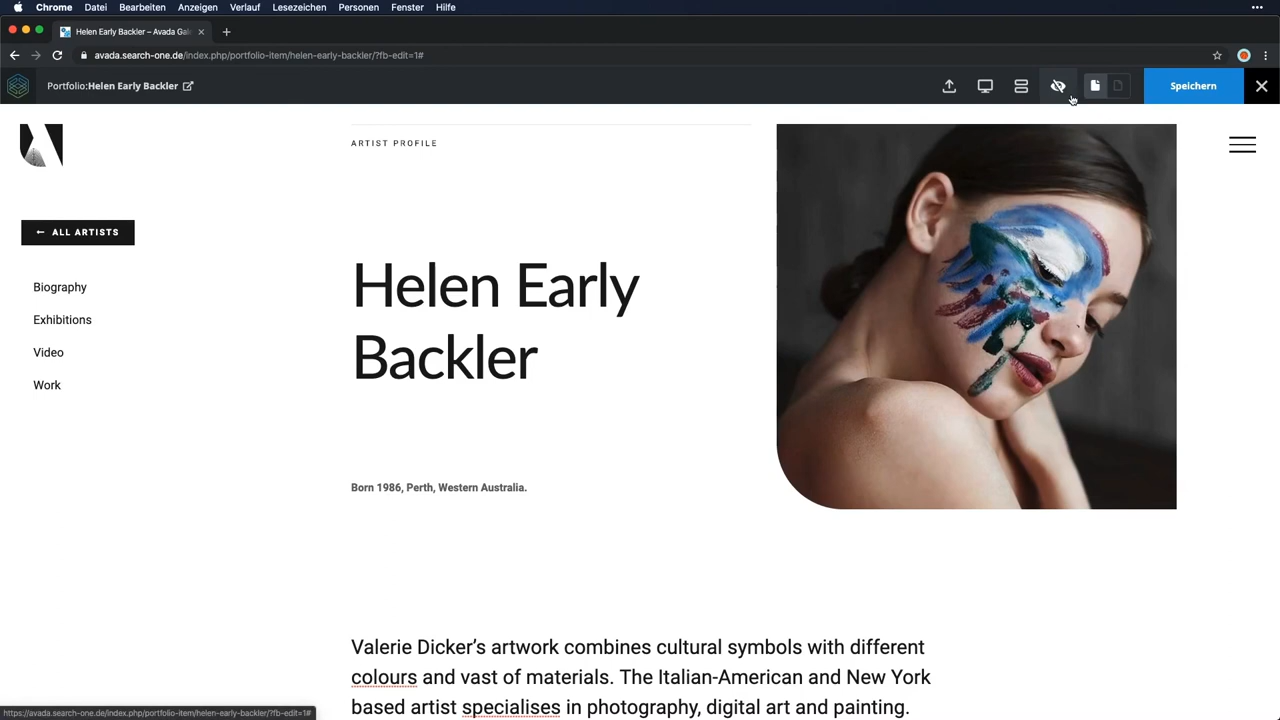 Chrome Datei Bearbeiten Anzeigen Verlauf Lesezeichen Personen Fenster Hilfe
Helen Early Backler – Avada Gal
avada.search-one.de/index.php/portfolio-item/helen-early-backler/?fb-edit=1#
Portfolio:Helen Early Backler
Speichern
ARTIST PROFILE
← ALL ARTISTS
Biography
Exhibitions
Video
Work
Helen Early
Backler
Born 1986, Perth, Western Australia.
Valerie Dicker’s artwork combines cultural symbols with different
colours and vast of materials. The Italian-American and New York
based artist specialises in photography, digital art and painting.
https://avada.search-one.de/index.php/portfolio-item/helen-early-backler/?fb-edit=1#